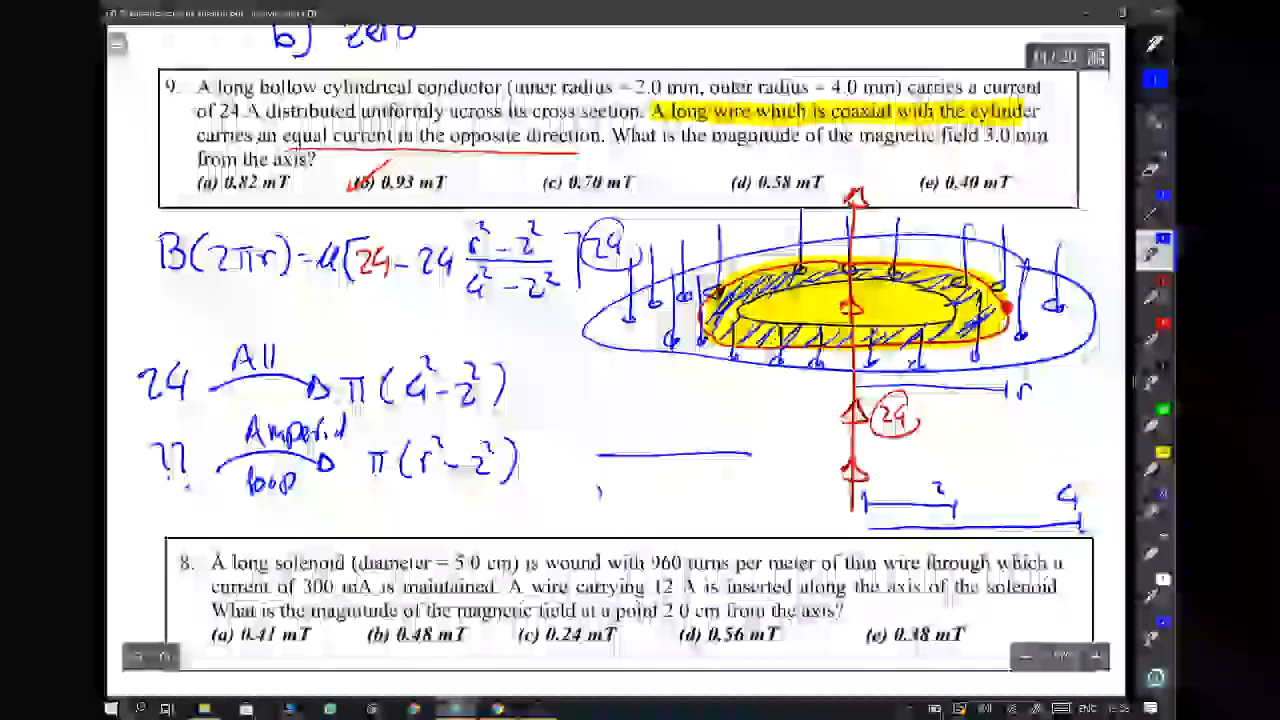 b) zero
9. A long hollow cylindrical conductor (inner radius = 2.0 mm, outer radius = 4.0 mm) carries a current
of 24 A distributed uniformly across its cross section. A long wire which is coaxial with the cylinder
carries an equal current in the opposite direction. What is the magnitude of the magnetic field 3.0 mm
from the axis?
(a) 0.82 mT (b) 0.93 mT (c) 0.70 mT (d) 0.58 mT (e) 0.40 mT
B(2πr) = μ[24 - 24 (r² - 2²)/(4² - 2²)] 24
24 All π(4² - 2²) r
?? Amperid loop π(r² - 2²) 24
2 4
8. A long solenoid (diameter = 5.0 cm) is wound with 960 turns per meter of thin wire through which a
current of 300 mA is maintained. A wire carrying 12 A is inserted along the axis of the solenoid
What is the magnitude of the magnetic field at a point 2.0 cm from the axis?
(a) 0.41 mT (b) 0.48 mT (c) 0.24 mT (d) 0.56 mT (e) 0.38 mT
ENG